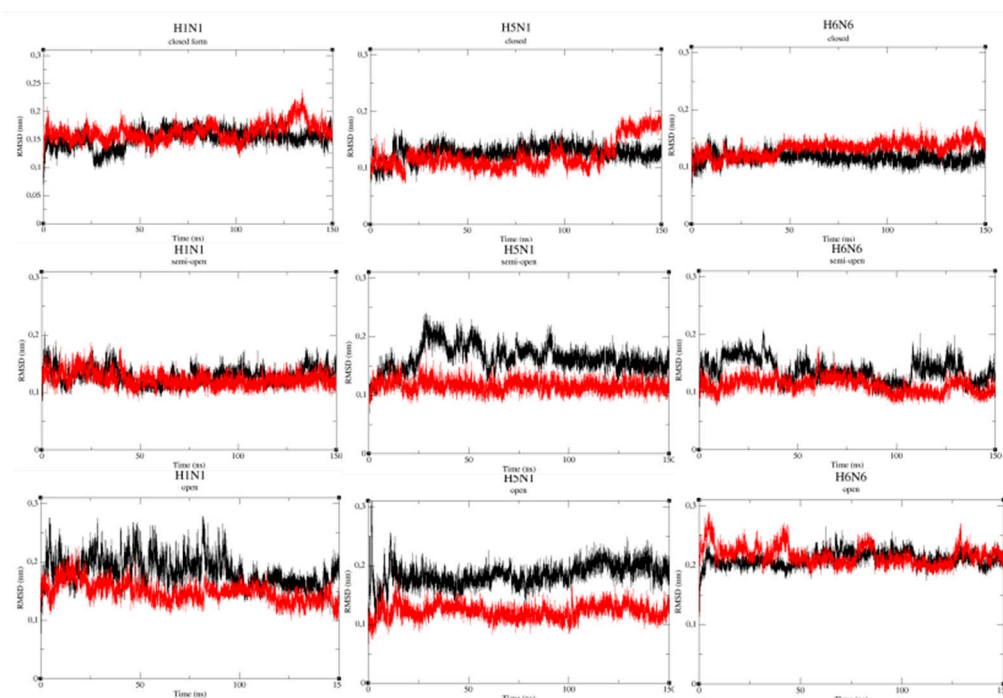 H1N1
closed form
RMSD (nm)
0,3
0,25
0,2
0,15
0,1
0,05
0
0 50 100 150
Time (ns)
H5N1
closed
RMSD (nm)
0,3
0,2
0,1
0
0 50 100 150
Time (ns)
H6N6
closed
RMSD (nm)
0,3
0,2
0,1
0
0 50 100 150
Time (ns)
H1N1
semi-open
RMSD (nm)
0,3
0,2
0,1
0
0 50 100 150
Time (ns)
H5N1
semi-open
RMSD (nm)
0,3
0,2
0,1
0
0 50 100 150
Time (ns)
H6N6
semi-open
RMSD (nm)
0,3
0,2
0,1
0
0 50 100 150
Time (ns)
H1N1
open
RMSD (nm)
0,3
0,2
0,1
0
0 50 100 150
Time (ns)
H5N1
open
RMSD (nm)
0,3
0,2
0,1
0
0 50 100 150
Time (ns)
H6N6
open
RMSD (nm)
0,3
0,2
0,1
0
0 50 100
Time (ns)